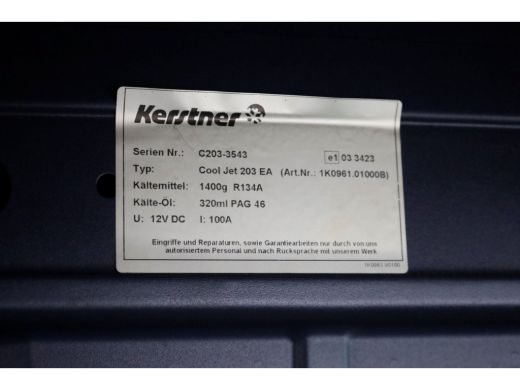 Kerstner
Serien Nr.: C203-3543 e1 03 3423
Typ: Cool Jet 203 EA (Art.Nr.: 1K0961.01000B)
Kältemittel: 1400g R134A
Kälte-Öl: 320ml PAG 46
U: 12V DC I: 100A
Eingriffe und Reparaturen, sowie Garantiearbeiten nur durch von uns
autorisiertem Personal und nach Rücksprache mit unserem Werk